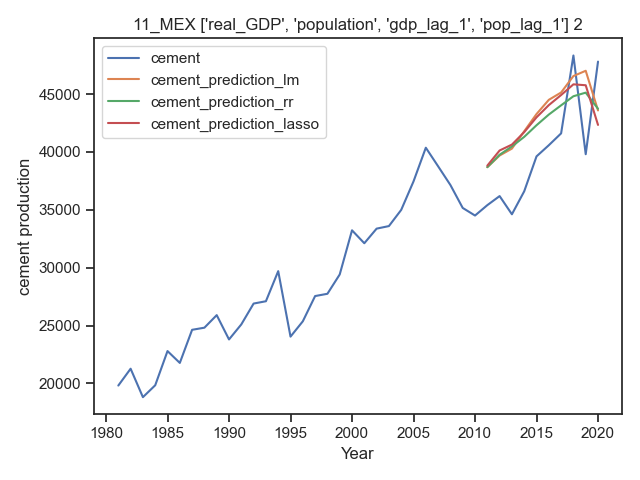 11_MEX ['real_GDP', 'population', 'gdp_lag_1', 'pop_lag_1'] 2
cement
cement_prediction_lm
cement_prediction_rr
cement_prediction_lasso
cement production
45000
40000
35000
30000
25000
20000
1980 1985 1990 1995 2000 2005 2010 2015 2020
Year